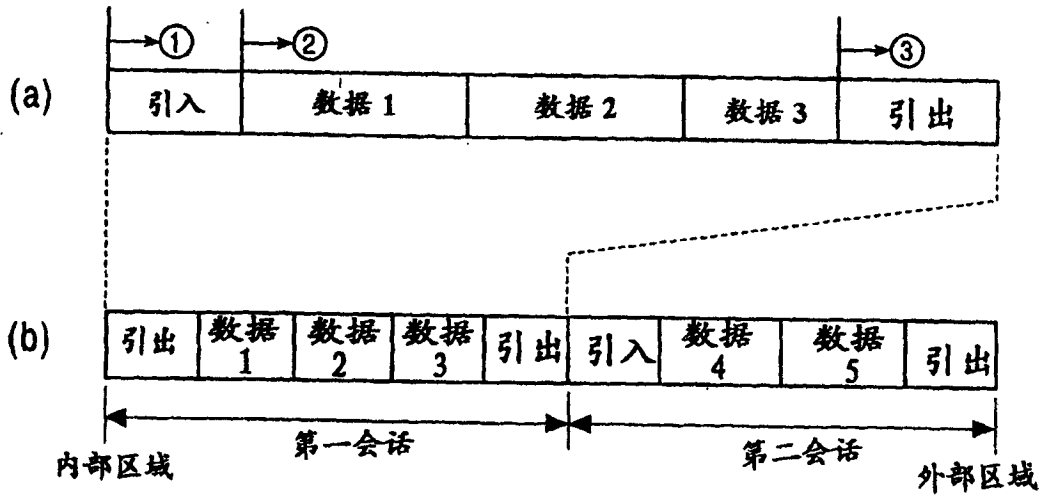 ① ② ③
(a) 引入 数据1 数据2 数据3 引出
(b) 引出 数据1 数据2 数据3 引出 引入 数据4 数据5 引出
第一会话 第二会话
内部区域 外部区域